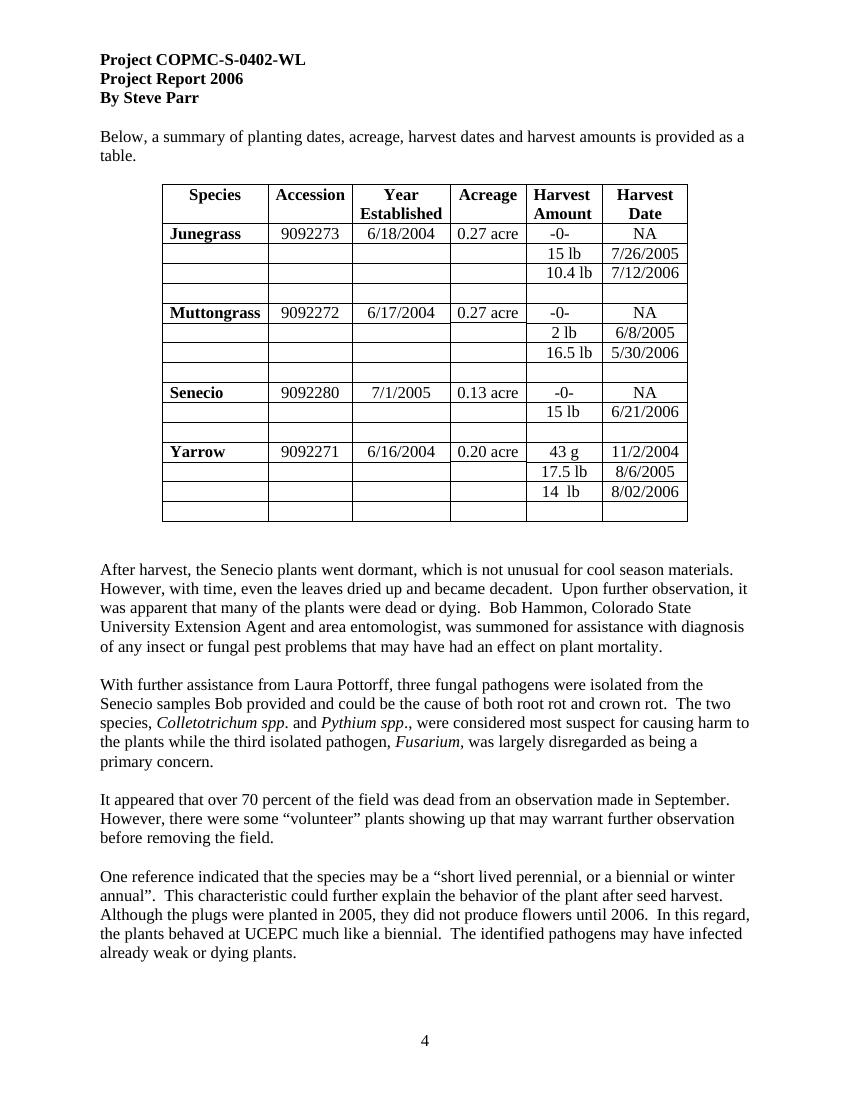 Project COPMC-S-0402-WL
Project Report 2006
By Steve Parr
Below, a summary of planting dates, acreage, harvest dates and harvest amounts is provided as a
table.
Species Accession Year Established Acreage Harvest Amount Harvest Date
Junegrass 9092273 6/18/2004 0.27 acre -0- NA
15 lb 7/26/2005
10.4 lb 7/12/2006
Muttongrass 9092272 6/17/2004 0.27 acre -0- NA
2 lb 6/8/2005
16.5 lb 5/30/2006
Senecio 9092280 7/1/2005 0.13 acre -0- NA
15 lb 6/21/2006
Yarrow 9092271 6/16/2004 0.20 acre 43 g 11/2/2004
17.5 lb 8/6/2005
14 lb 8/02/2006
After harvest, the Senecio plants went dormant, which is not unusual for cool season materials.
However, with time, even the leaves dried up and became decadent. Upon further observation, it
was apparent that many of the plants were dead or dying. Bob Hammon, Colorado State
University Extension Agent and area entomologist, was summoned for assistance with diagnosis
of any insect or fungal pest problems that may have had an effect on plant mortality.
With further assistance from Laura Pottorff, three fungal pathogens were isolated from the
Senecio samples Bob provided and could be the cause of both root rot and crown rot. The two
species, Colletotrichum spp. and Pythium spp., were considered most suspect for causing harm to
the plants while the third isolated pathogen, Fusarium, was largely disregarded as being a
primary concern.
It appeared that over 70 percent of the field was dead from an observation made in September.
However, there were some “volunteer” plants showing up that may warrant further observation
before removing the field.
One reference indicated that the species may be a “short lived perennial, or a biennial or winter
annual”. This characteristic could further explain the behavior of the plant after seed harvest.
Although the plugs were planted in 2005, they did not produce flowers until 2006. In this regard,
the plants behaved at UCEPC much like a biennial. The identified pathogens may have infected
already weak or dying plants.
4